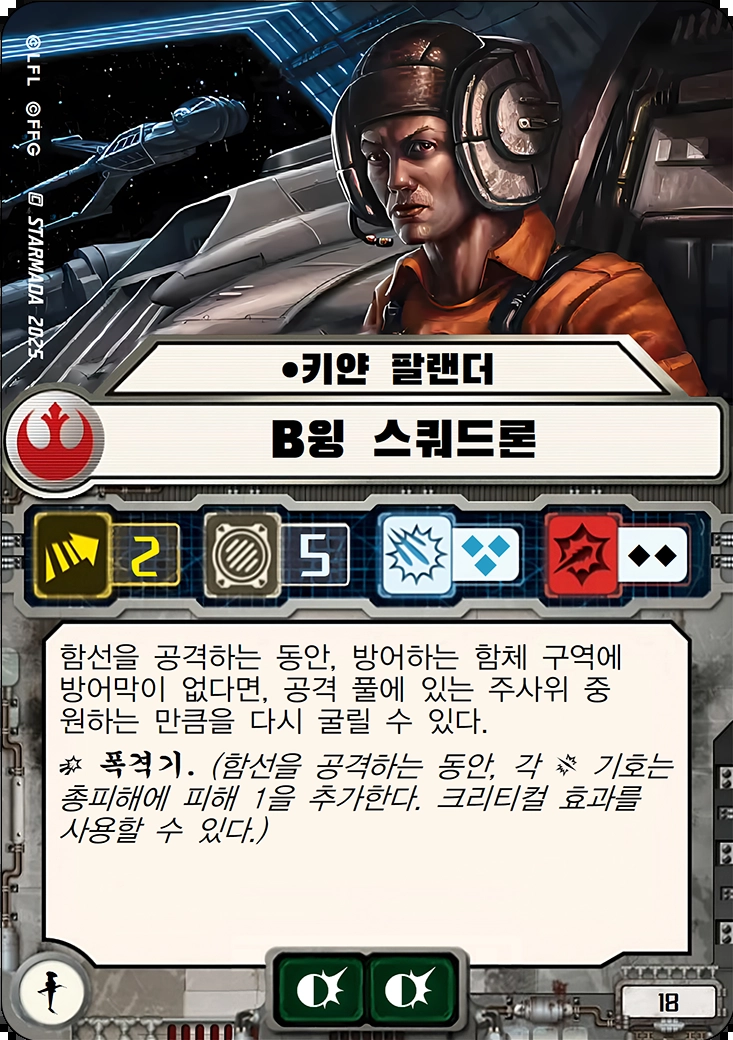 ©LFL ©FFG © STARMADA 2025
•키얀 팔랜더
B윙 스쿼드론
2
5
함선을 공격하는 동안, 방어하는 함체 구역에
방어막이 없다면, 공격 풀에 있는 주사위 중
원하는 만큼을 다시 굴릴 수 있다.
폭격기. (함선을 공격하는 동안, 각 기호는
총피해에 피해 1을 추가한다. 크리티컬 효과를
사용할 수 있다.)
18